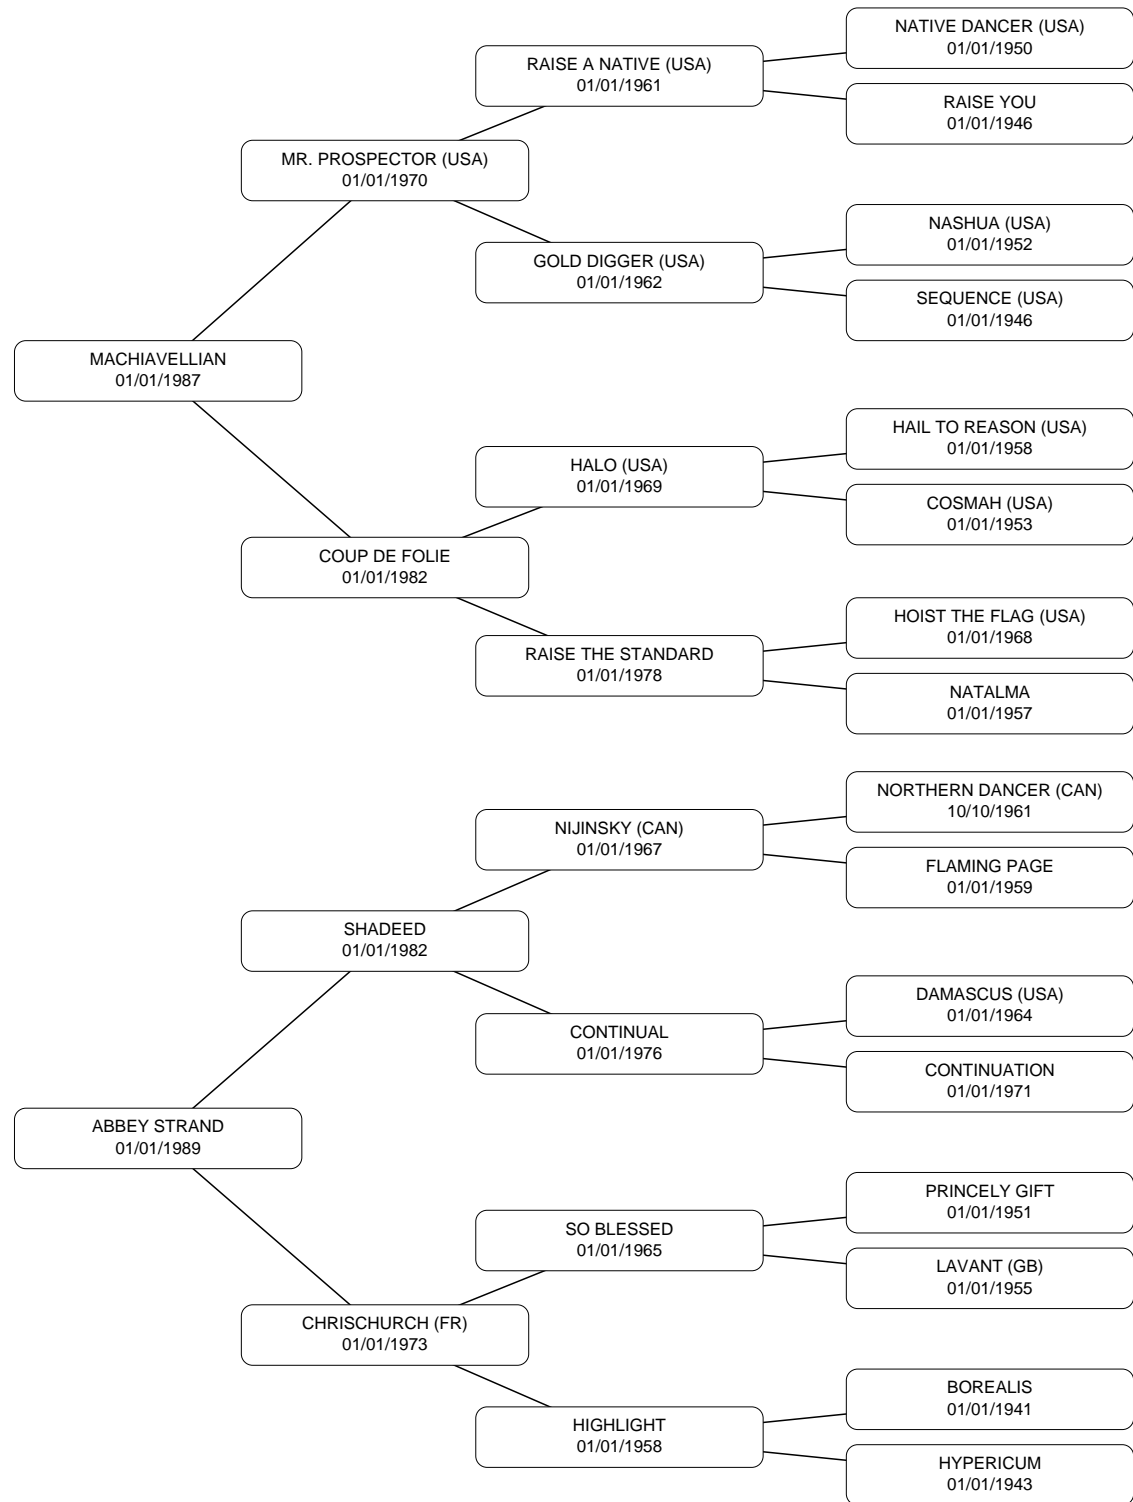 NATIVE DANCER (USA)
01/01/1950
RAISE A NATIVE (USA)
01/01/1961
RAISE YOU
01/01/1946
MR. PROSPECTOR (USA)
01/01/1970
NASHUA (USA)
01/01/1952
GOLD DIGGER (USA)
01/01/1962
SEQUENCE (USA)
01/01/1946
MACHIAVELLIAN
01/01/1987
HAIL TO REASON (USA)
01/01/1958
HALO (USA)
01/01/1969
COSMAH (USA)
01/01/1953
COUP DE FOLIE
01/01/1982
HOIST THE FLAG (USA)
01/01/1968
RAISE THE STANDARD
01/01/1978
NATALMA
01/01/1957
NORTHERN DANCER (CAN)
10/10/1961
NIJINSKY (CAN)
01/01/1967
FLAMING PAGE
01/01/1959
SHADEED
01/01/1982
DAMASCUS (USA)
01/01/1964
CONTINUAL
01/01/1976
CONTINUATION
01/01/1971
ABBEY STRAND
01/01/1989
PRINCELY GIFT
01/01/1951
SO BLESSED
01/01/1965
LAVANT (GB)
01/01/1955
CHRISCHURCH (FR)
01/01/1973
BOREALIS
01/01/1941
HIGHLIGHT
01/01/1958
HYPERICUM
01/01/1943